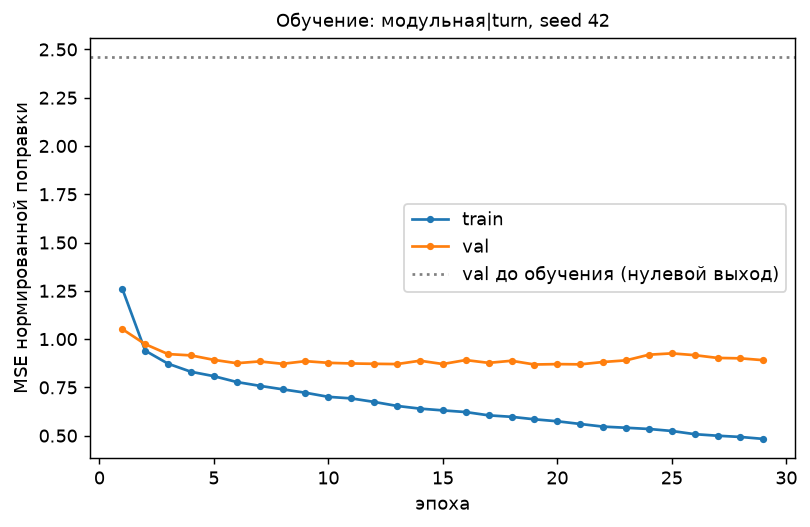 Обучение: модульная|turn, seed 42
MSE нормированной поправки
2.50
2.25
2.00
1.75
1.50
1.25
1.00
0.75
0.50
train
val
val до обучения (нулевой выход)
0 5 10 15 20 25 30
эпоха